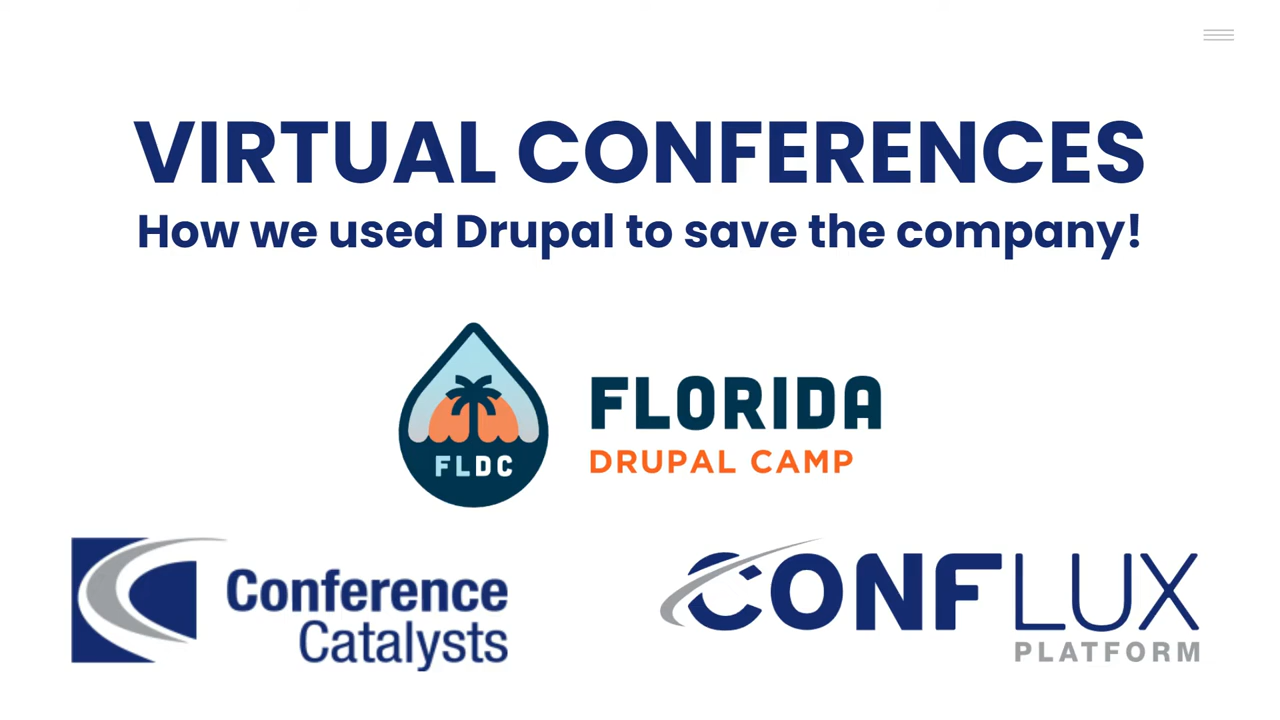 VIRTUAL CONFERENCES
How we used Drupal to save the company!
FLORIDA
DRUPAL CAMP
FLDC
Conference
Catalysts
CONFLUX
PLATFORM